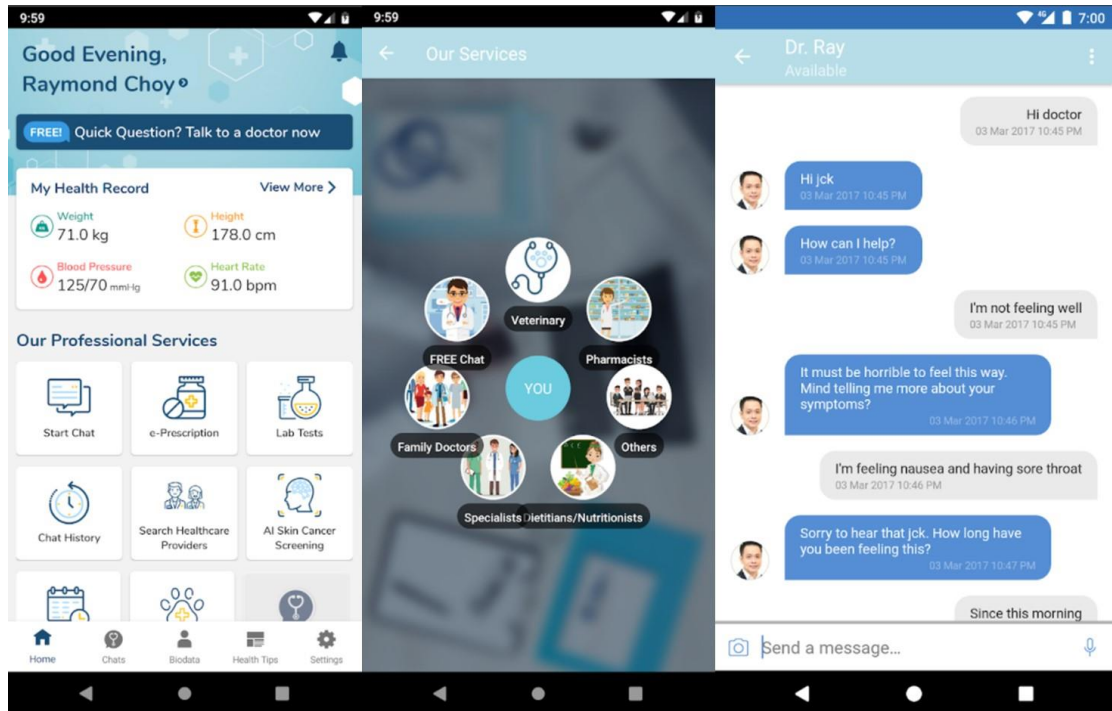 9:59
Good Evening,
Raymond Choy
FREE! Quick Question? Talk to a doctor now
My Health Record
View More
Weight
71.0 kg
Height
178.0 cm
Blood Pressure
125/70 mmHg
Heart Rate
91.0 bpm
Our Professional Services
Start Chat
e-Prescription
Lab Tests
Chat History
Search Healthcare
Providers
AI Skin Cancer
Screening
Home
Chats
Biodata
Health Tips
Settings
9:59
Our Services
Veterinary
FREE Chat
Pharmacists
YOU
Family Doctors
Others
Specialists
Dietitians/Nutritionists
4G 7:00
Dr. Ray
Available
Hi doctor
03 Mar 2017 10:45 PM
Hi jck
03 Mar 2017 10:45 PM
How can I help?
03 Mar 2017 10:45 PM
I'm not feeling well
03 Mar 2017 10:45 PM
It must be horrible to feel this way.
Mind telling me more about your
symptoms?
03 Mar 2017 10:46 PM
I'm feeling nausea and having sore throat
03 Mar 2017 10:46 PM
Sorry to hear that jck. How long have
you been feeling this?
03 Mar 2017 10:47 PM
Since this morning
Send a message...